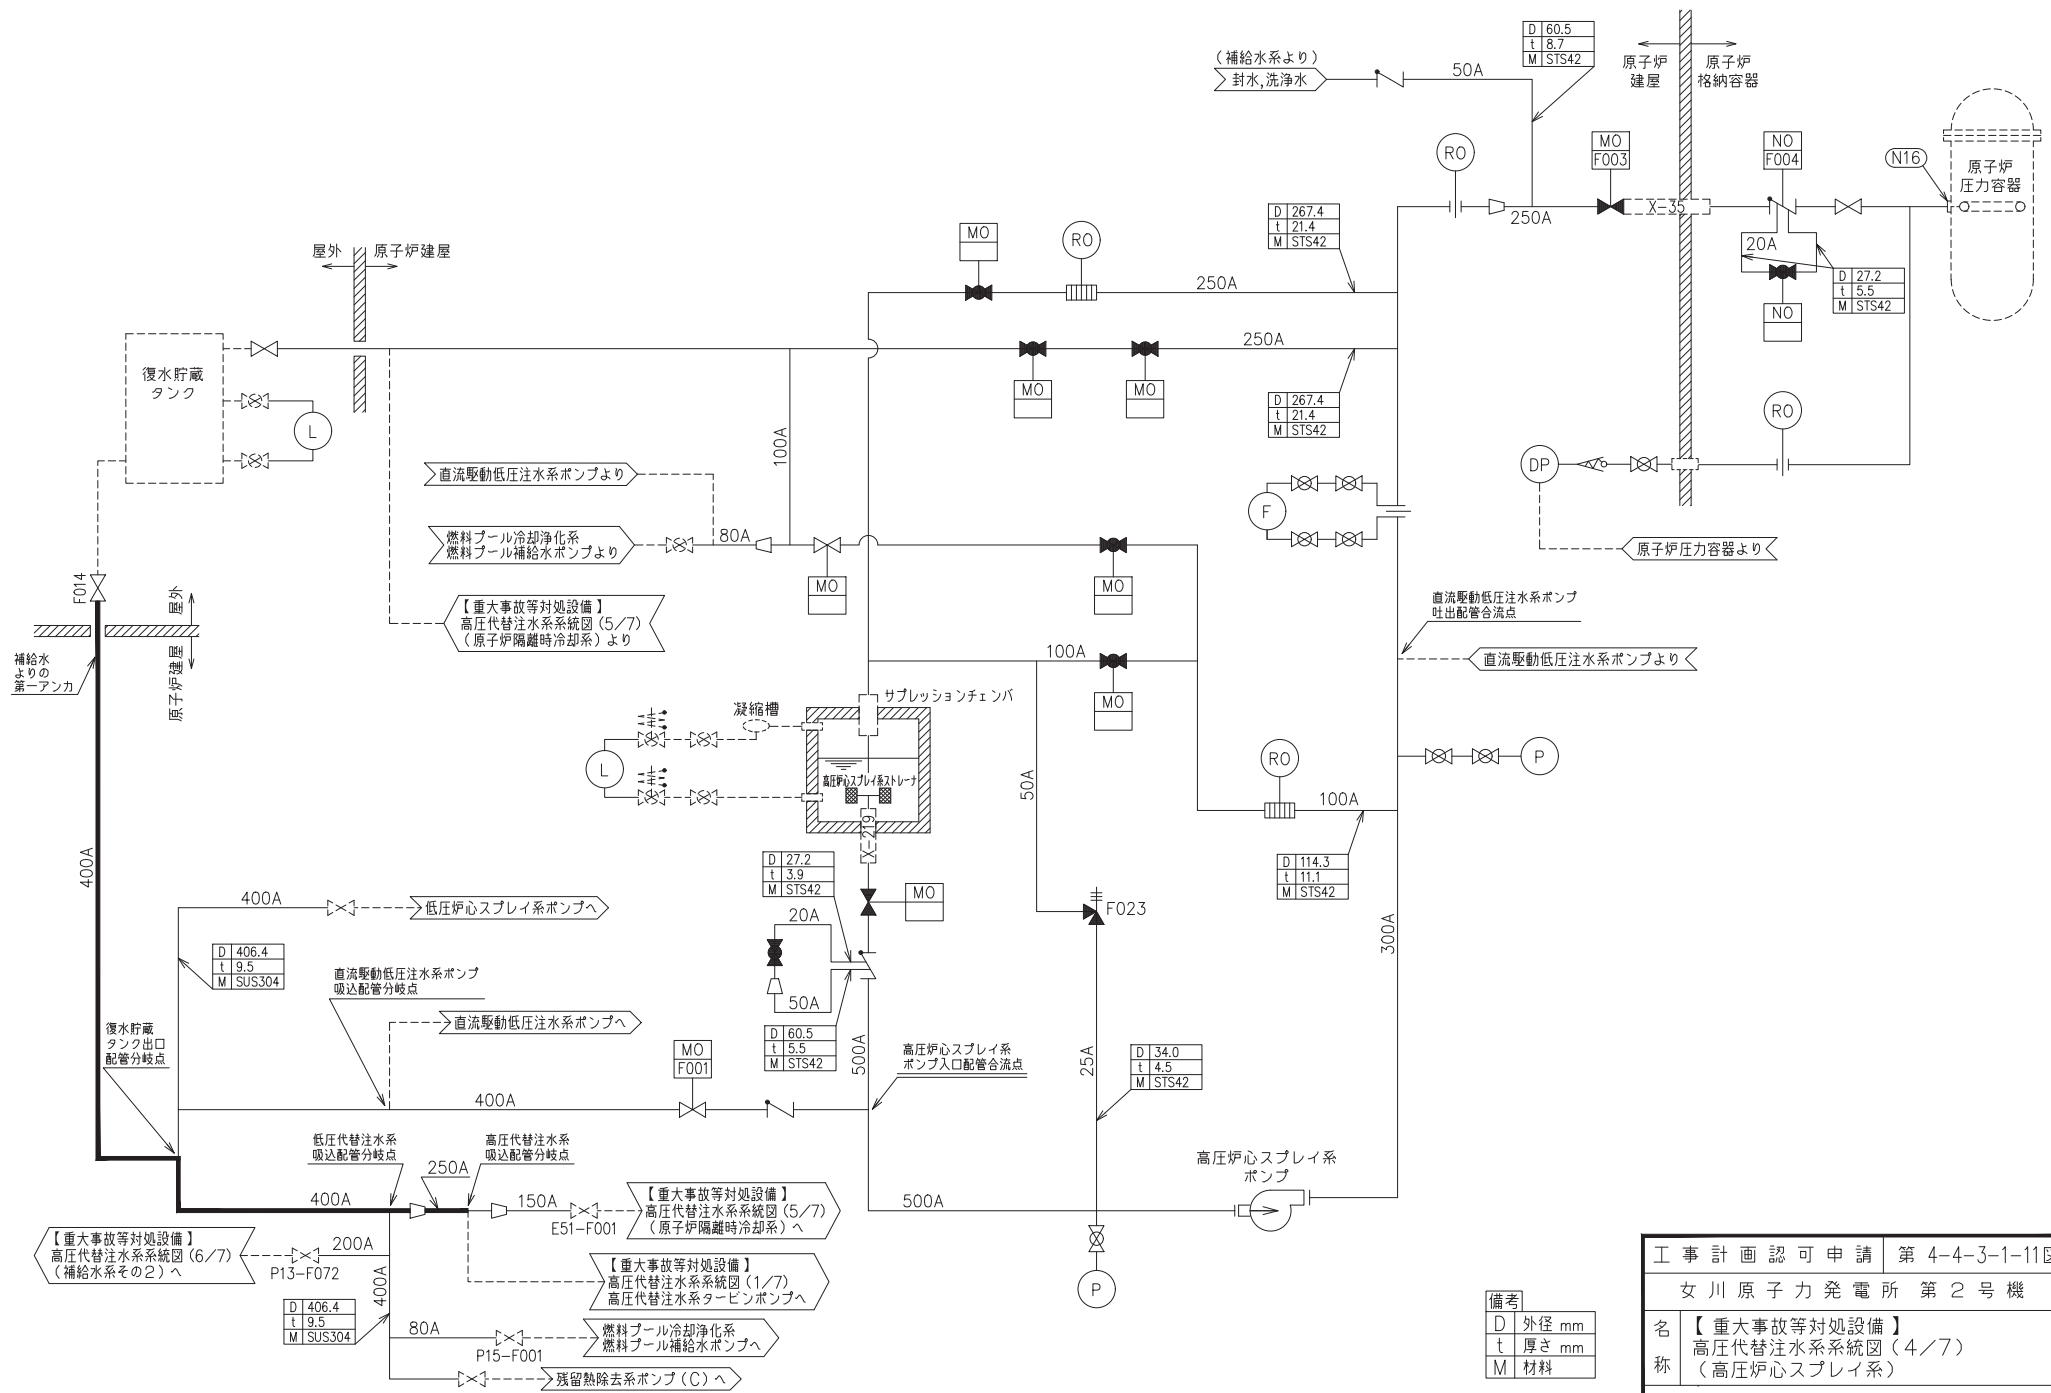 (補給水系より)
封水,洗浄水
50A
D 60.5
t 8.7
M STS42
原子炉
建屋
原子炉
格納容器
RO
MO
F003
NO
F004
N16
原子炉
圧力容器
250A
X-35
20A
D 27.2
t 5.5
M STS42
NO
D 267.4
t 21.4
M STS42
MO
RO
250A
屋外
原子炉建屋
250A
MO
MO
D 267.4
t 21.4
M STS42
復水貯蔵
タンク
L
RO
DP
原子炉圧力容器より
F
100A
直流駆動低圧注水系ポンプより
燃料プール冷却浄化系
燃料プール補給水ポンプより
80A
MO
MO
【重大事故等対処設備】
高圧代替注水系系統図(5/7)
(原子炉隔離時冷却系)より
F014
屋外
原子炉建屋
補給水
よりの
第一アンカ
直流駆動低圧注水系ポンプ
吐出配管合流点
直流駆動低圧注水系ポンプより
100A
MO
サプレッションチェンバ
凝縮槽
L
高圧炉心スプレイ系ストレーナ
X-219
50A
RO
P
100A
D 114.3
t 11.1
M STS42
300A
400A
D 27.2
t 3.9
M STS42
MO
20A
50A
F023
400A
低圧炉心スプレイ系ポンプへ
D 406.4
t 9.5
M SUS304
直流駆動低圧注水系ポンプ
吸込配管分岐点
直流駆動低圧注水系ポンプへ
D 60.5
t 5.5
M STS42
500A
MO
F001
高圧炉心スプレイ系
ポンプ入口配管合流点
25A
D 34.0
t 4.5
M STS42
復水貯蔵
タンク出口
配管分岐点
400A
低圧代替注水系
吸込配管分岐点
高圧代替注水系
吸込配管分岐点
250A
400A
150A
E51-F001
【重大事故等対処設備】
高圧代替注水系系統図(5/7)
(原子炉隔離時冷却系)へ
500A
高圧炉心スプレイ系
ポンプ
P
【重大事故等対処設備】
高圧代替注水系系統図(6/7)
(補給水系その2)へ
200A
P13-F072
400A
【重大事故等対処設備】
高圧代替注水系系統図(1/7)
高圧代替注水系タービンポンプへ
D 406.4
t 9.5
M SUS304
80A
P15-F001
燃料プール冷却浄化系
燃料プール補給水ポンプへ
残留熱除去系ポンプ(C)へ
備考
D 外径 mm
t 厚さ mm
M 材料
工事計画認可申請 第 4-4-3-1-11図
女川原子力発電所 第2号機
名称
【重大事故等対処設備】
高圧代替注水系系統図(4/7)
(高圧炉心スプレイ系)